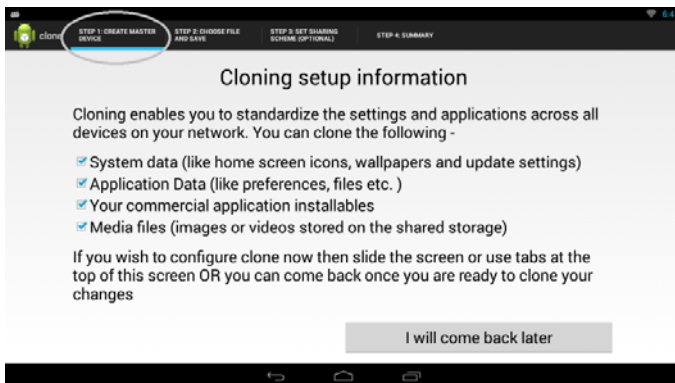 6:4
clone
STEP 1: CREATE MASTER
DEVICE
STEP 2: CHOOSE FILE
AND SAVE
STEP 3: SET SHARING
SCHEME (OPTIONAL)
STEP 4: SUMMARY
Cloning setup information
Cloning enables you to standardize the settings and applications across all
devices on your network. You can clone the following -
System data (like home screen icons, wallpapers and update settings)
Application Data (like preferences, files etc. )
Your commercial application installables
Media files (images or videos stored on the shared storage)
If you wish to configure clone now then slide the screen or use tabs at the
top of this screen OR you can come back once you are ready to clone your
changes
I will come back later